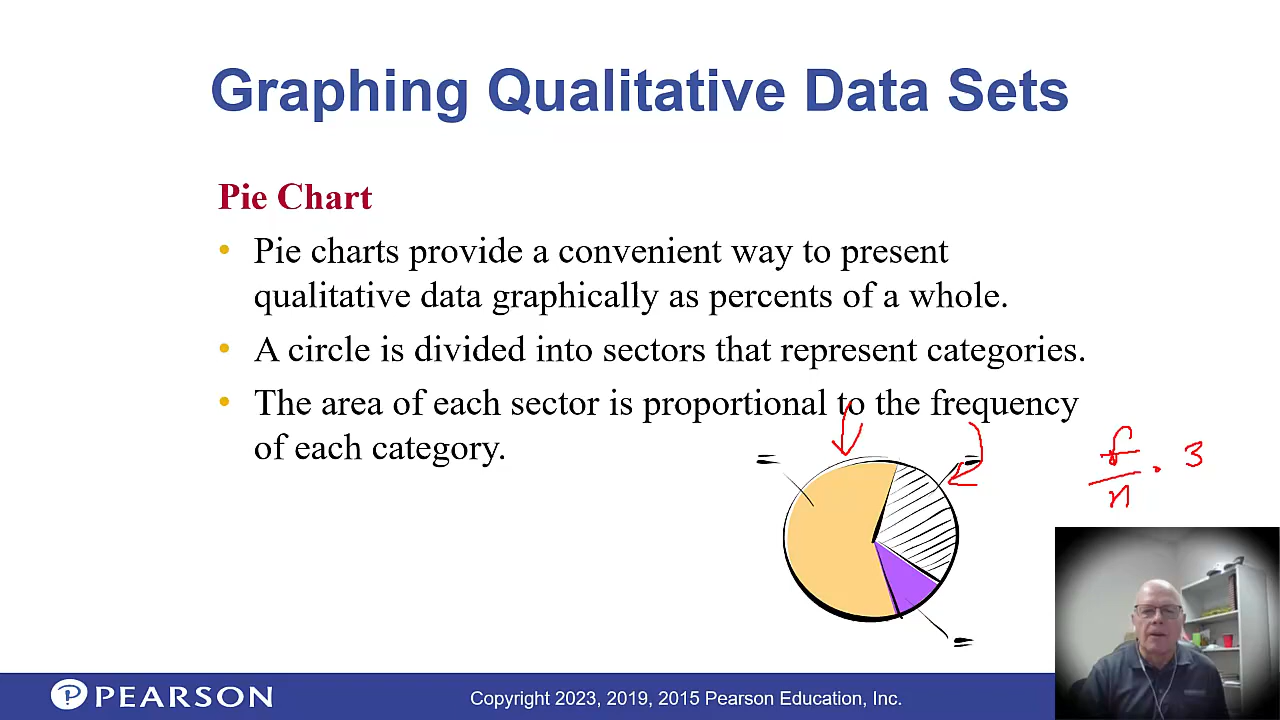 Graphing Qualitative Data Sets
Pie Chart
• Pie charts provide a convenient way to present
qualitative data graphically as percents of a whole.
• A circle is divided into sectors that represent categories.
• The area of each sector is proportional to the frequency
of each category.
f/n · 3
PEARSON
Copyright 2023, 2019, 2015 Pearson Education, Inc.